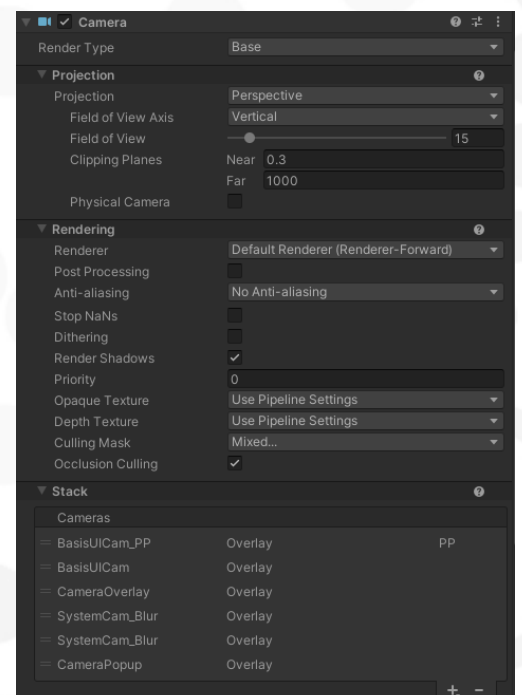 Camera
Render Type Base
Projection
Projection Perspective
Field of View Axis Vertical
Field of View 15
Clipping Planes Near 0.3
Far 1000
Physical Camera
Rendering
Renderer Default Renderer (Renderer-Forward)
Post Processing
Anti-aliasing No Anti-aliasing
Stop NaNs
Dithering
Render Shadows
Priority 0
Opaque Texture Use Pipeline Settings
Depth Texture Use Pipeline Settings
Culling Mask Mixed...
Occlusion Culling
Stack
Cameras
BasisUICam_PP Overlay PP
BasisUICam Overlay
CameraOverlay Overlay
SystemCam_Blur Overlay
SystemCam_Blur Overlay
CameraPopup Overlay